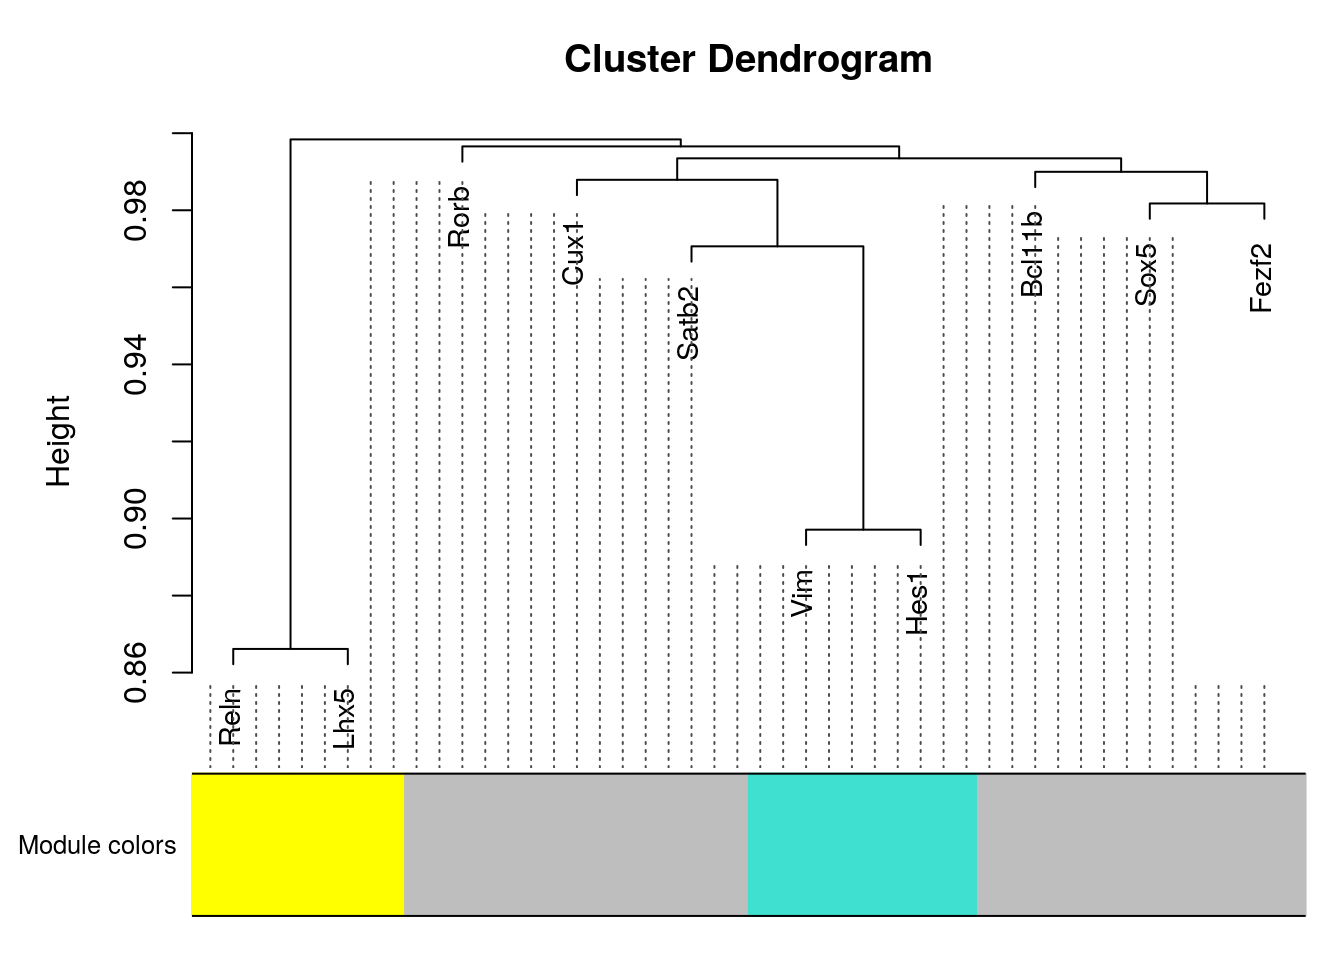 Cluster Dendrogram
Height
0.98
0.94
0.90
0.86
Rorb
Cux1
Satb2
Bcl11b
Sox5
Fezf2
Vim
Hes1
Reln
Lhx5
Module colors